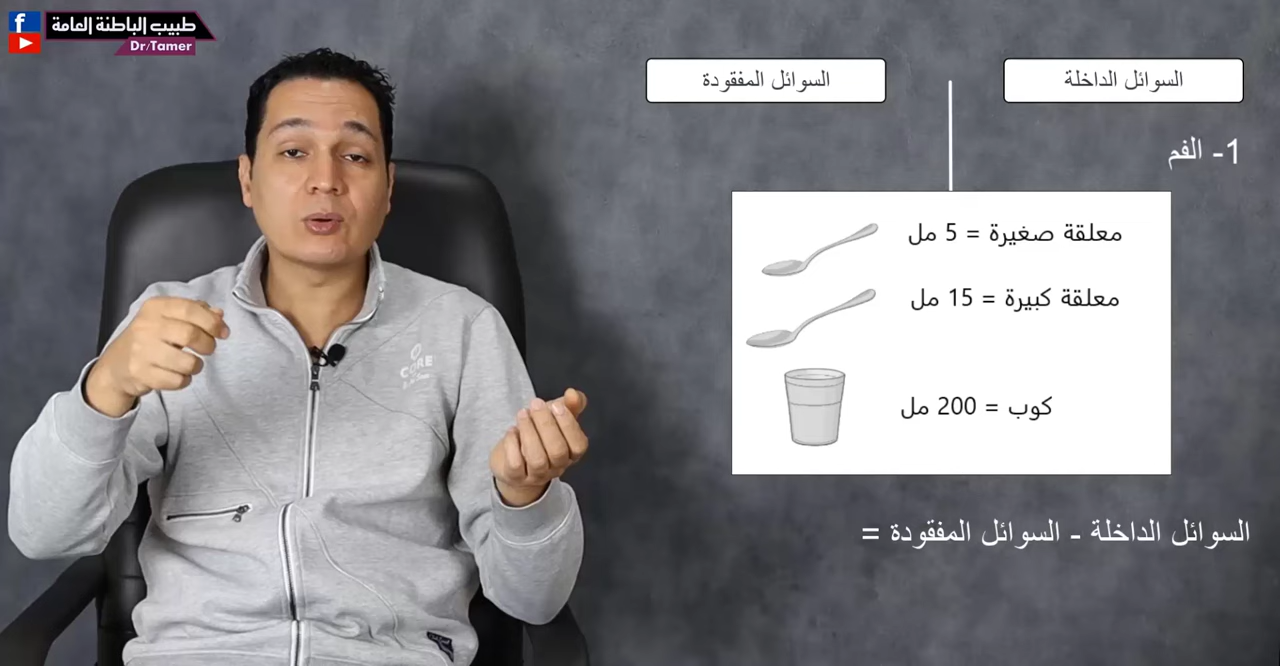 طبيب الباطنة العامة
Dr/Tamer
السوائل الداخلة
السوائل المفقودة
1- الفم
معلقة صغيرة = 5 مل
معلقة كبيرة = 15 مل
كوب = 200 مل
السوائل الداخلة - السوائل المفقودة =
CORE